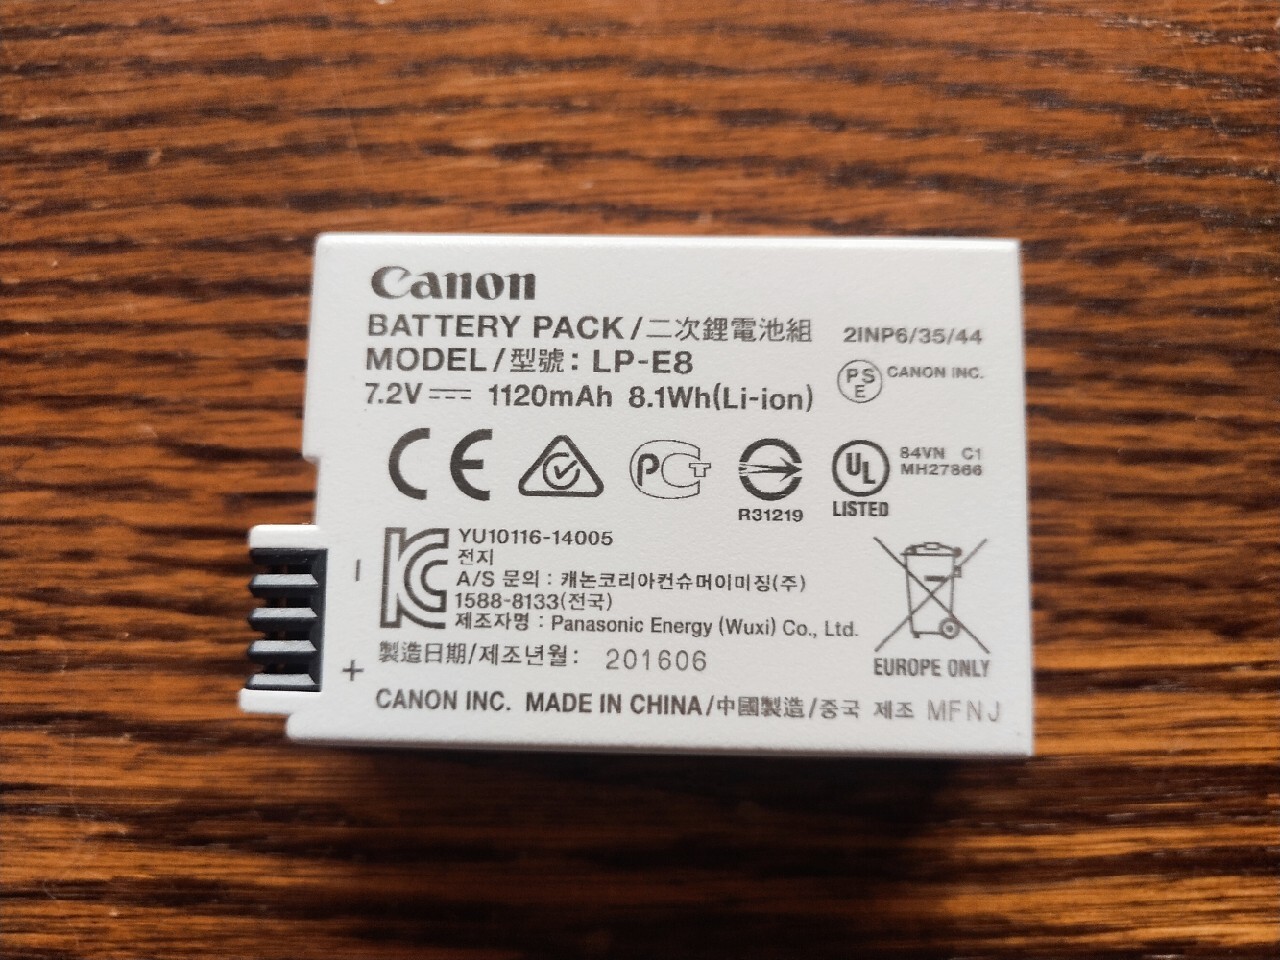 Canon
BATTERY PACK/二次鋰電池組
2INP6/35/44
MODEL/型號: LP-E8
PSE CANON INC.
7.2V 1120mAh 8.1Wh(Li-ion)
CE
PCT
R31219
UL
LISTED
84VN C1
MH27866
KC
YU10116-14005
전지
A/S 문의 : 캐논코리아컨슈머이미징(주)
1588-8133(전국)
제조자명 : Panasonic Energy (Wuxi) Co., Ltd.
EUROPE ONLY
- +
製造日期/제조년월: 201606
CANON INC. MADE IN CHINA/中國製造/중국 제조 MFNJ